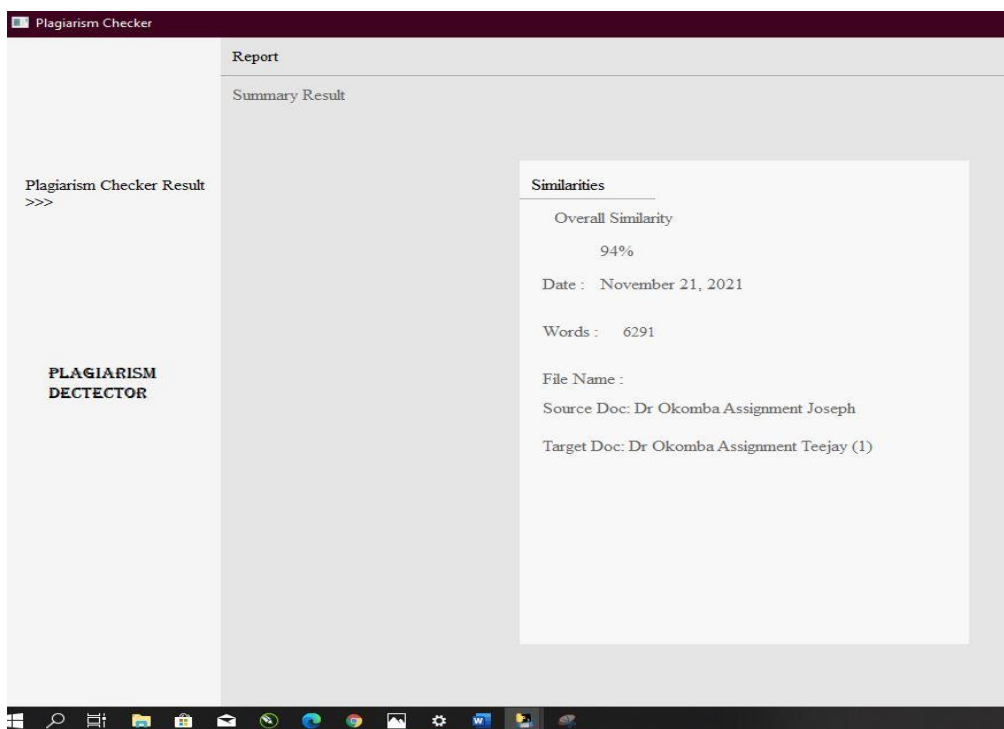 Plagiarism Checker
Report
Summary Result
Plagiarism Checker Result
>>>
PLAGIARISM
DECTECTOR
Similarities
Overall Similarity
94%
Date : November 21, 2021
Words : 6291
File Name :
Source Doc: Dr Okomba Assignment Joseph
Target Doc: Dr Okomba Assignment Teejay (1)